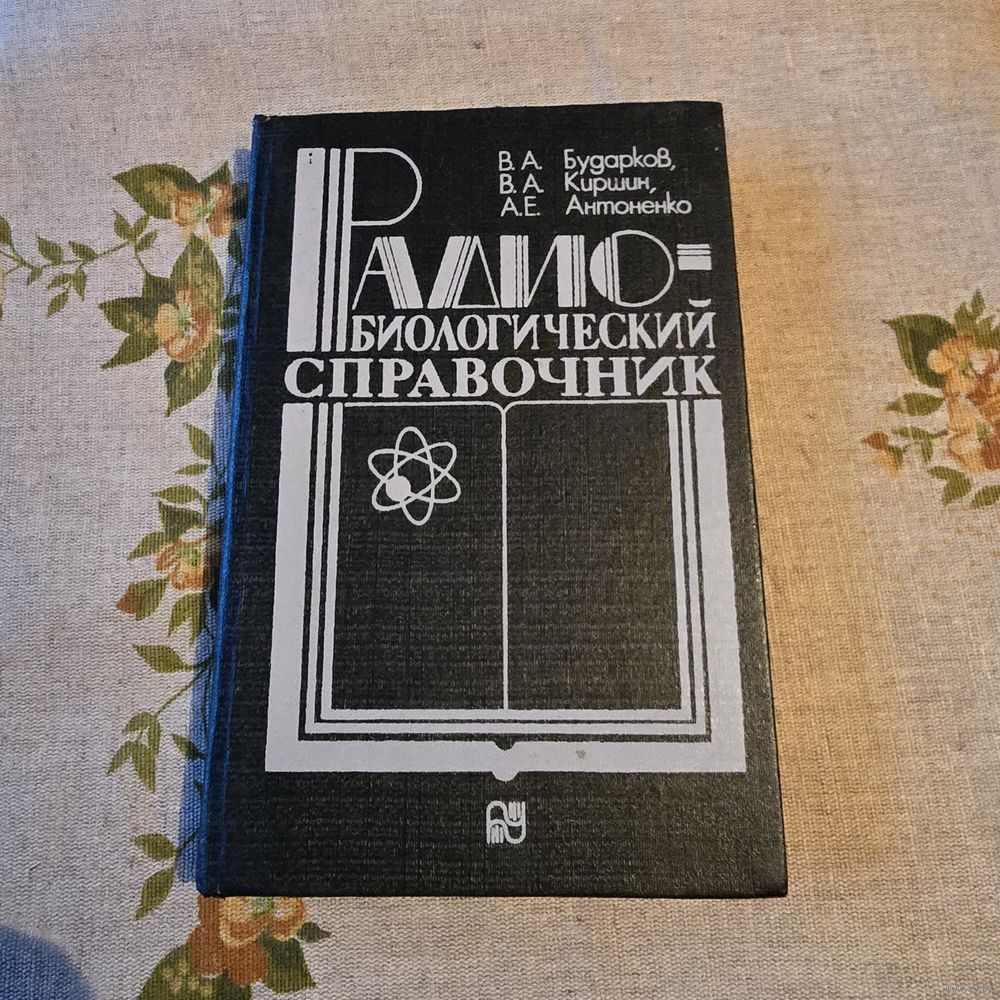 В. А. Бударков,
В. А. Киршин,
А. Е. Антоненко
РАДИО-
БИОЛОГИЧЕСКИЙ
СПРАВОЧНИК